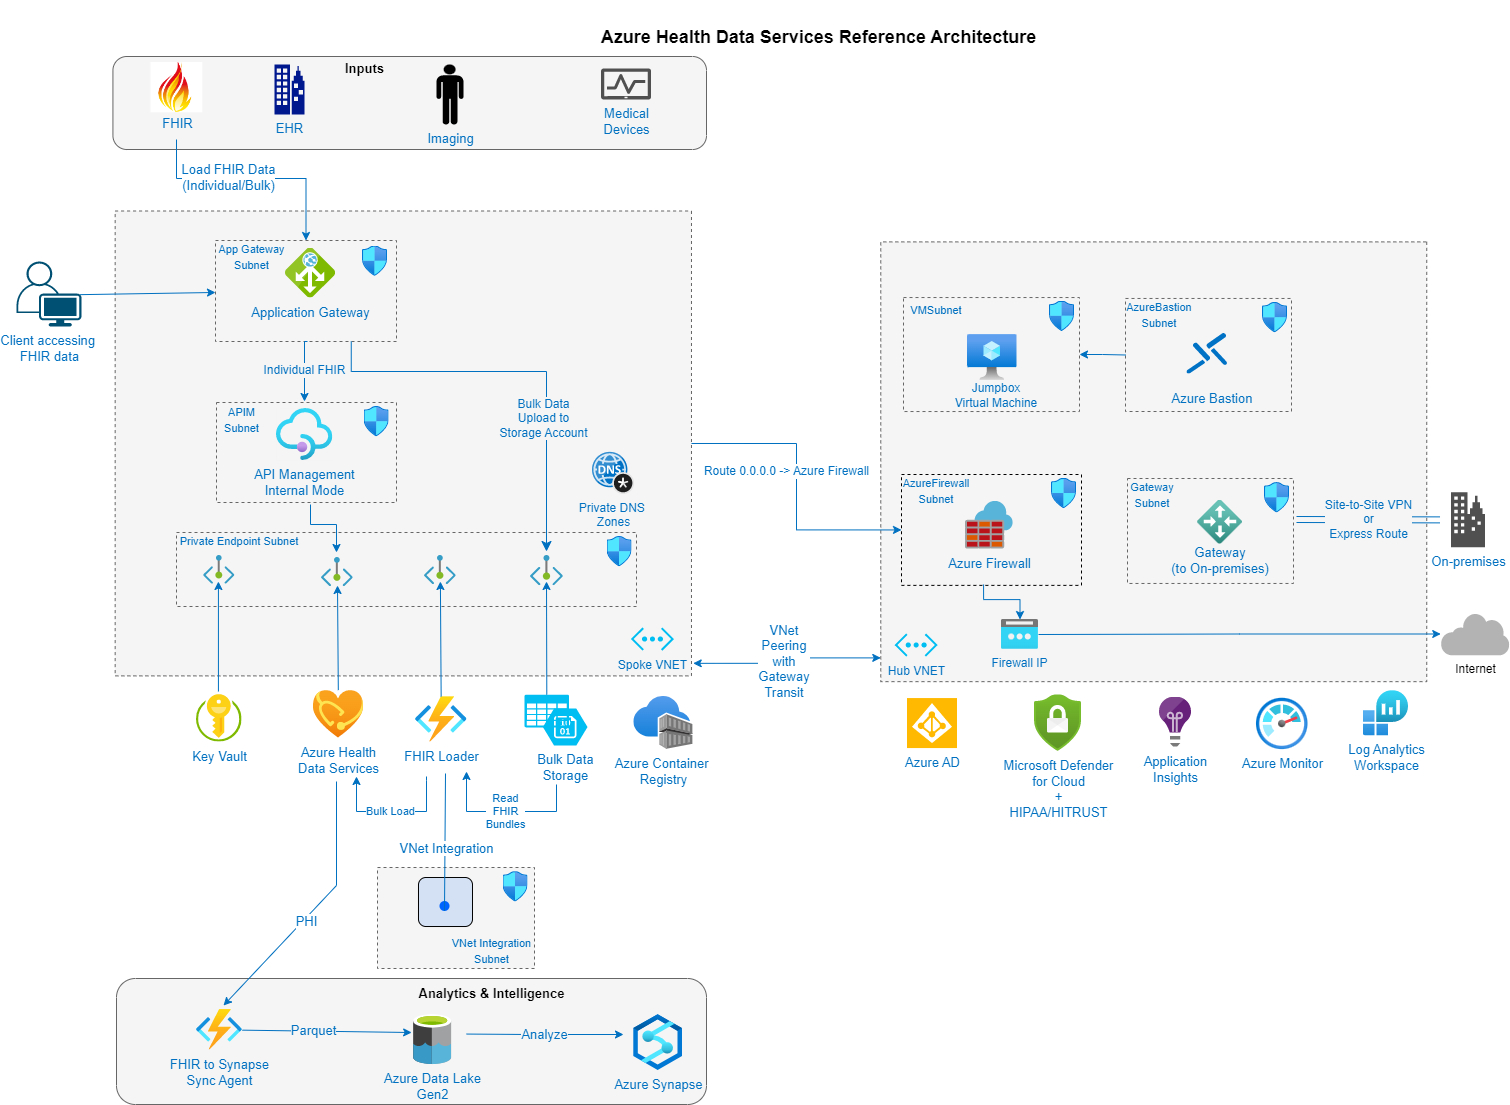 Azure Health Data Services Reference Architecture
Inputs
FHIR
EHR
Imaging
Medical
Devices
Load FHIR Data
(Individual/Bulk)
App Gateway
Subnet
Application Gateway
Client accessing
FHIR data
Individual FHIR
APIM
Subnet
API Management
Internal Mode
Bulk Data
Upload to
Storage Account
DNS
Private DNS
Zones
Private Endpoint Subnet
Spoke VNET
Route 0.0.0.0 -> Azure Firewall
VNet
Peering
with
Gateway
Transit
VMSubnet
Jumpbox
Virtual Machine
AzureBastion
Subnet
Azure Bastion
AzureFirewall
Subnet
Azure Firewall
Gateway
Subnet
Gateway
(to On-premises)
Site-to-Site VPN
or
Express Route
On-premises
Firewall IP
Hub VNET
Internet
Key Vault
Azure Health
Data Services
FHIR Loader
10
01
Bulk Data
Storage
Azure Container
Registry
Azure AD
Microsoft Defender
for Cloud
+
HIPAA/HITRUST
Application
Insights
Azure Monitor
Log Analytics
Workspace
Bulk Load
Read
FHIR
Bundles
VNet Integration
VNet Integration
Subnet
PHI
Analytics & Intelligence
FHIR to Synapse
Sync Agent
Parquet
Azure Data Lake
Gen2
Analyze
Azure Synapse